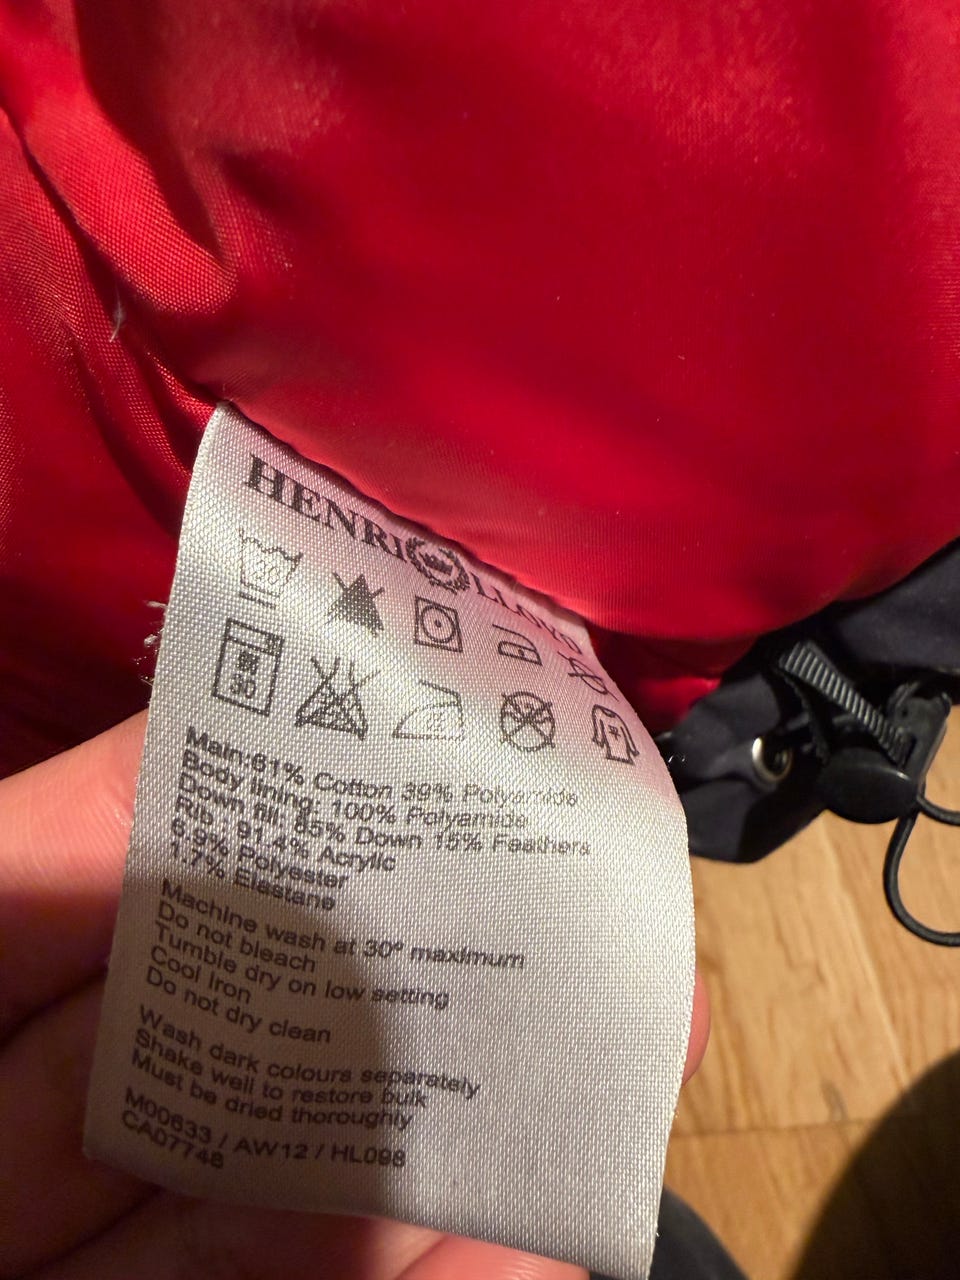 HENRI LLOYD
30
30
Main:61% Cotton 39% Polyamide
Body lining: 100% Polyamide
Down fill: 85% Down 15% Feathers
Rib : 91.4% Acrylic
6.9% Polyester
1.7% Elastane
Machine wash at 30° maximum
Do not bleach
Tumble dry on low setting
Cool Iron
Do not dry clean
Wash dark colours separately
Shake well to restore bulk
Must be dried thoroughly
M00633 / AW12 / HL098
CA07748